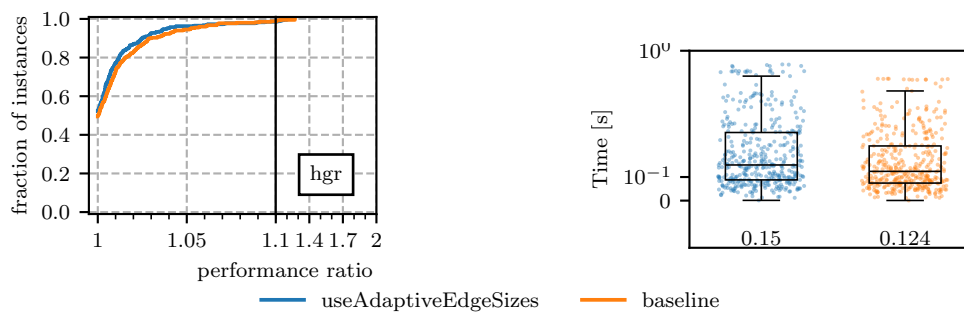 fraction of instances
1.0
0.8
0.6
0.4
0.2
0.0
hgr
1 1.05 1.1 1.4 1.7 2
performance ratio
Time [s]
10⁰
10⁻¹
0
0.15 0.124
useAdaptiveEdgeSizes baseline